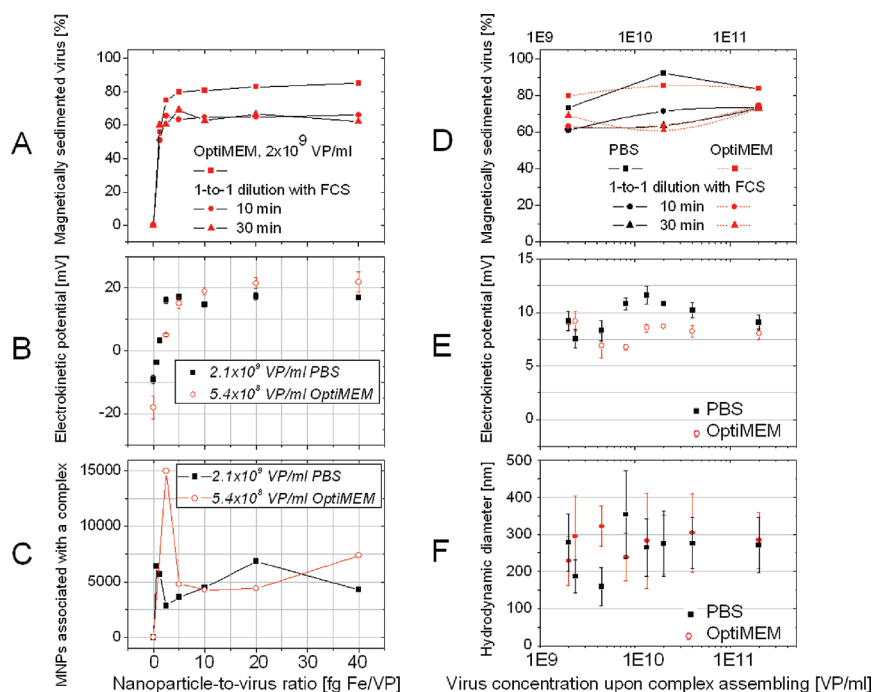 A
Magnetically sedimented virus [%]
100
80
60
40
20
0
OptiMEM, 2x10⁹ VP/ml
1-to-1 dilution with FCS
10 min
30 min
B
Electrokinetic potential [mV]
20
0
-20
2.1x10⁹ VP/ml PBS
5.4x10⁸ VP/ml OptiMEM
C
MNPs associated with a complex
15000
10000
5000
0
2.1x10⁹ VP/ml PBS
5.4x10⁸ VP/ml OptiMEM
0 10 20 30 40
Nanoparticle-to-virus ratio [fg Fe/VP]
1E9 1E10 1E11
D
Magnetically sedimented virus [%]
100
80
60
40
20
0
PBS OptiMEM
1-to-1 dilution with FCS
10 min
30 min
E
Electrokinetic potential [mV]
15
10
5
0
PBS
OptiMEM
F
Hydrodynamic diameter [nm]
500
400
300
200
100
0
PBS
OptiMEM
1E9 1E10 1E11
Virus concentration upon complex assembling [VP/ml]